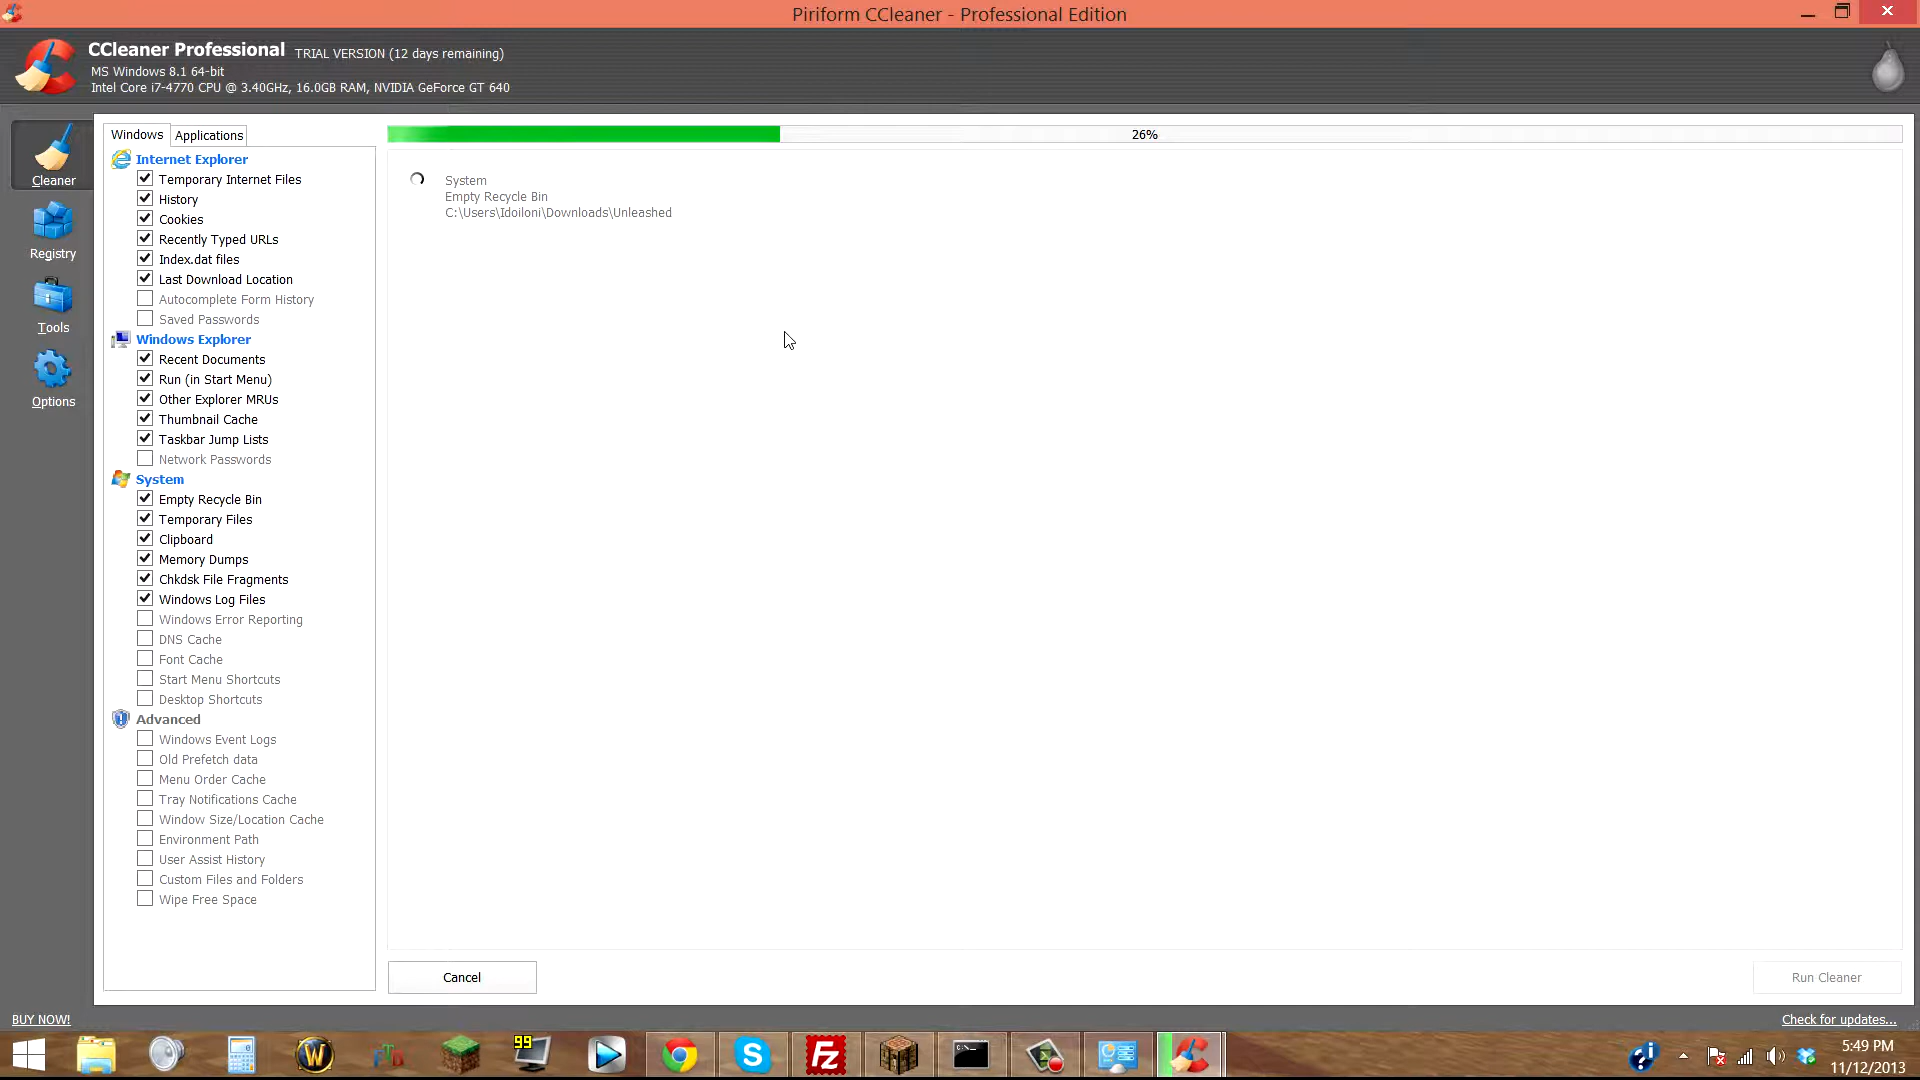 Piriform CCleaner - Professional Edition
CCleaner Professional TRIAL VERSION (12 days remaining)
MS Windows 8.1 64-bit
Intel Core i7-4770 CPU @ 3.40GHz, 16.0GB RAM, NVIDIA GeForce GT 640
Cleaner
Registry
Tools
Options
Windows
Applications
Internet Explorer
Temporary Internet Files
History
Cookies
Recently Typed URLs
Index.dat files
Last Download Location
Autocomplete Form History
Saved Passwords
Windows Explorer
Recent Documents
Run (in Start Menu)
Other Explorer MRUs
Thumbnail Cache
Taskbar Jump Lists
Network Passwords
System
Empty Recycle Bin
Temporary Files
Clipboard
Memory Dumps
Chkdsk File Fragments
Windows Log Files
Windows Error Reporting
DNS Cache
Font Cache
Start Menu Shortcuts
Desktop Shortcuts
Advanced
Windows Event Logs
Old Prefetch data
Menu Order Cache
Tray Notifications Cache
Window Size/Location Cache
Environment Path
User Assist History
Custom Files and Folders
Wipe Free Space
26%
System
Empty Recycle Bin
C:\Users\Idoiloni\Downloads\Unleashed
Cancel
Run Cleaner
BUY NOW!
Check for updates...
99
5:49 PM
11/12/2013